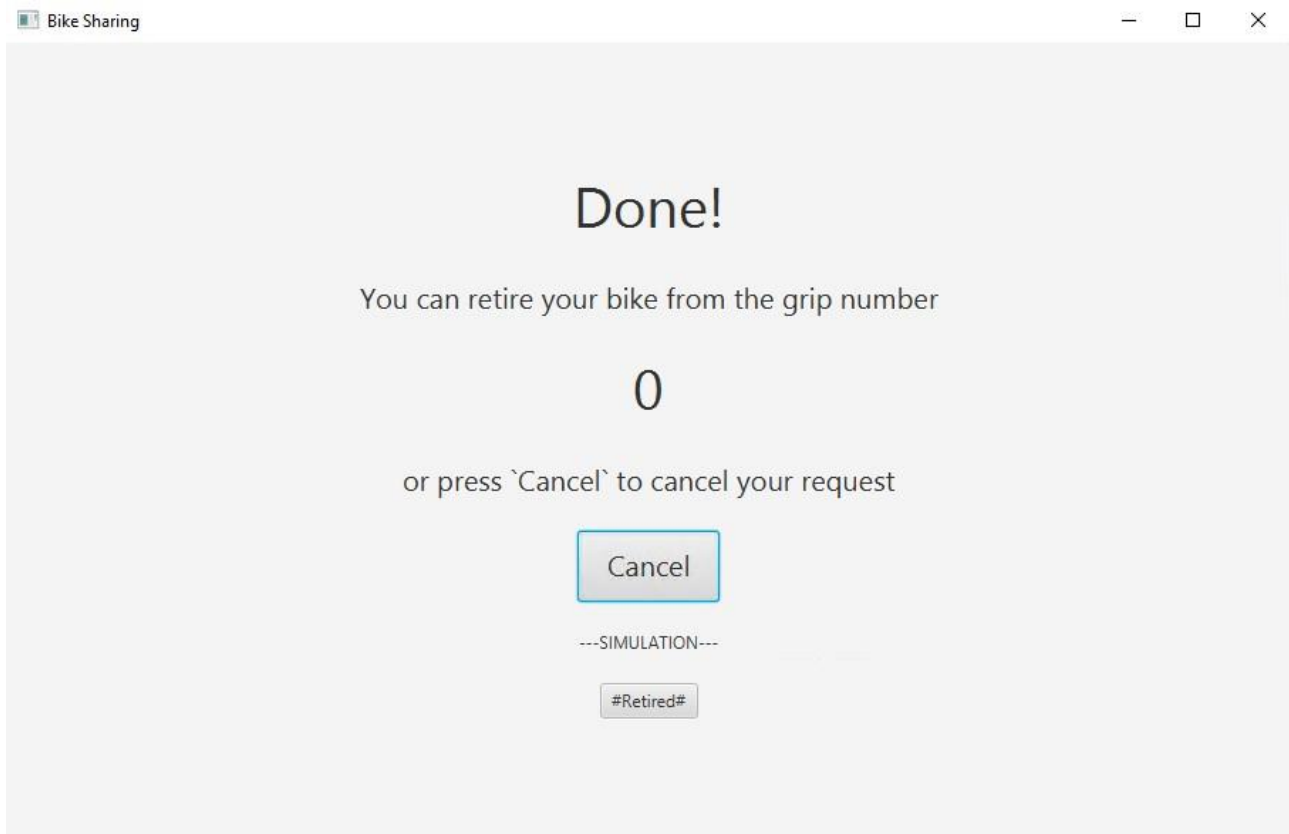 Bike Sharing
Done!
You can retire your bike from the grip number
0
or press `Cancel` to cancel your request
Cancel
---SIMULATION---
#Retired#